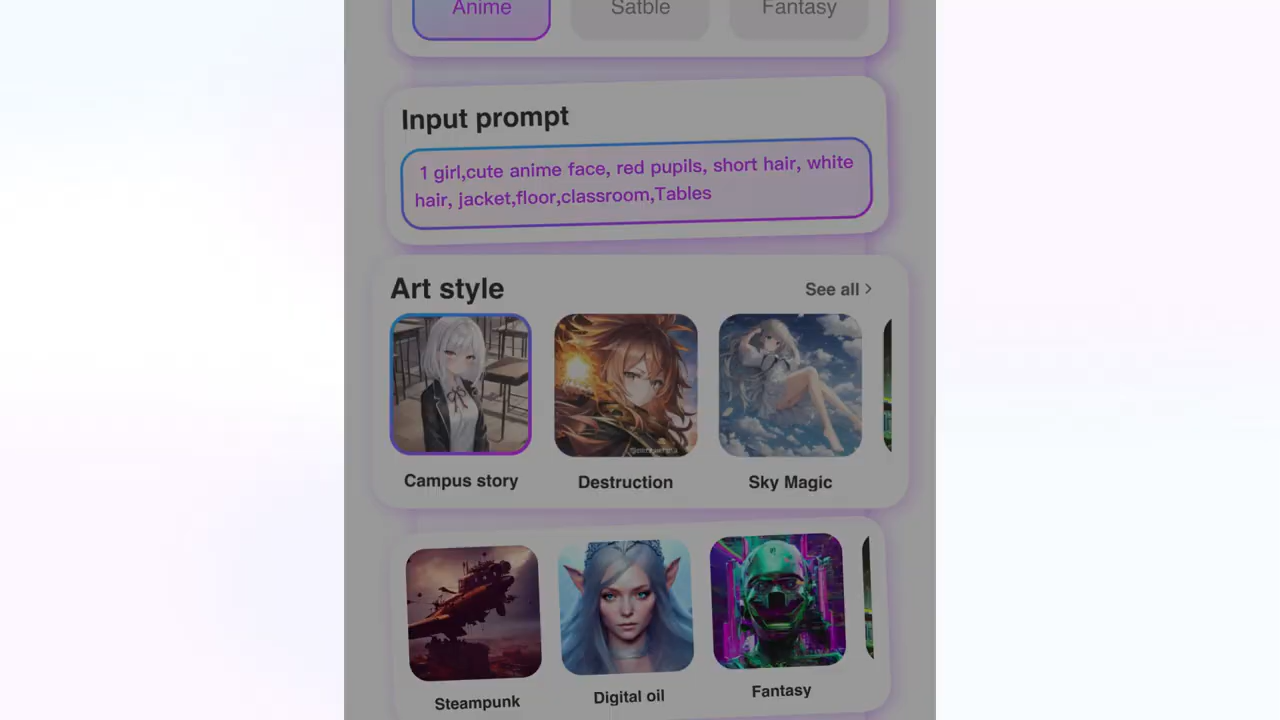 Anime
Satble
Fantasy
Input prompt
1 girl,cute anime face, red pupils, short hair, white
hair, jacket,floor,classroom,Tables
Art style
See all >
Campus story
Destruction
Sky Magic
Steampunk
Digital oil
Fantasy